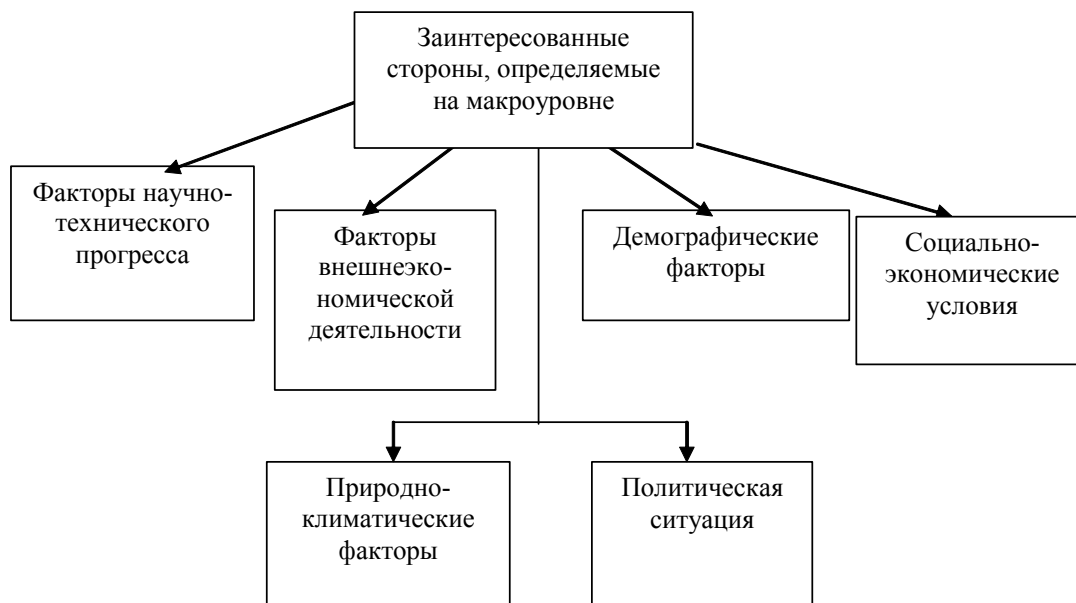 Заинтересованные
стороны, определяемые
на макроуровне
Факторы научно-
технического
прогресса
Факторы
внешнеэко-
номической
деятельности
Демографические
факторы
Социально-
экономические
условия
Природно-
климатические
факторы
Политическая
ситуация